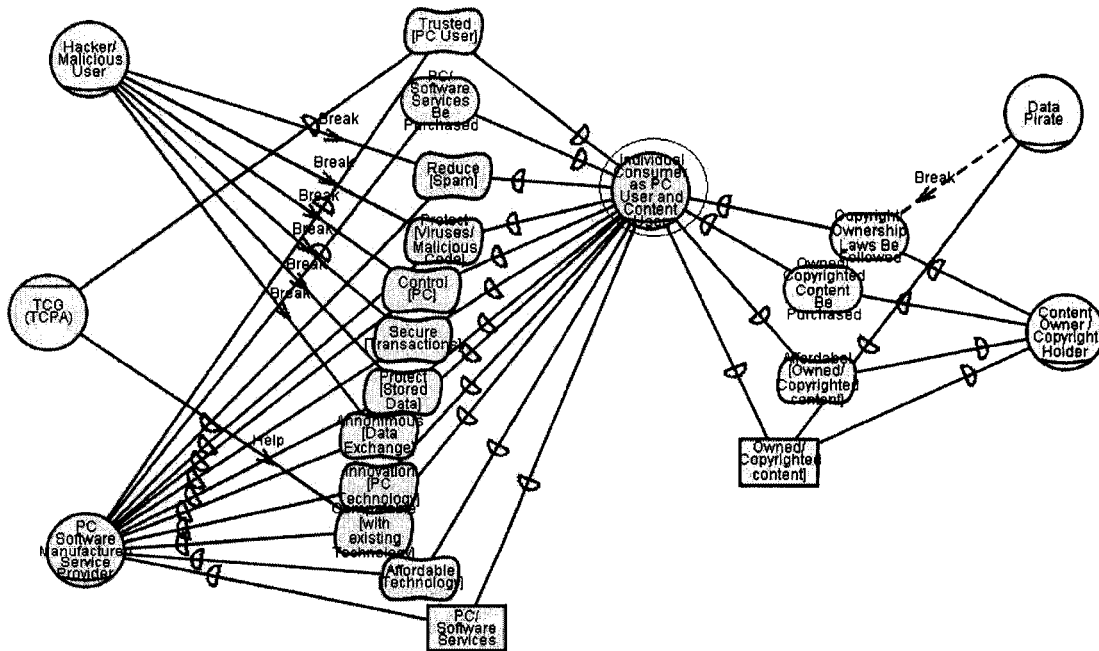 Hacker/
Malicious
User
Trusted
[PC User]
PC/
Software
Services
Be
Purchased
Break
Break
Break
Break
Break
Break
Reduce
[Spam]
Protect
[Viruses/
Malicious
Code]
Control
[PC]
Secure
[Transactions]
Protect
[Stored
Data]
Annonimous
[Data
Exchange]
Innovation
[PC
Technology]
[with
existing
Technology]
Affordable
[Technology]
PC/
Software
Services
TCG
(TCPA)
Help
PC
Software
Manufacturer
Service
Provider
Individual
Consumer
as PC
User and
Content
User
Data
Pirate
Break
Copyright
Ownership
Laws Be
Followed
Owned/
Copyrighted
Content
Be
Purchased
Affordabel
[Owned/
Copyrighted
content]
Owned/
Copyrighted
content]
Content
Owner /
Copyright
Holder